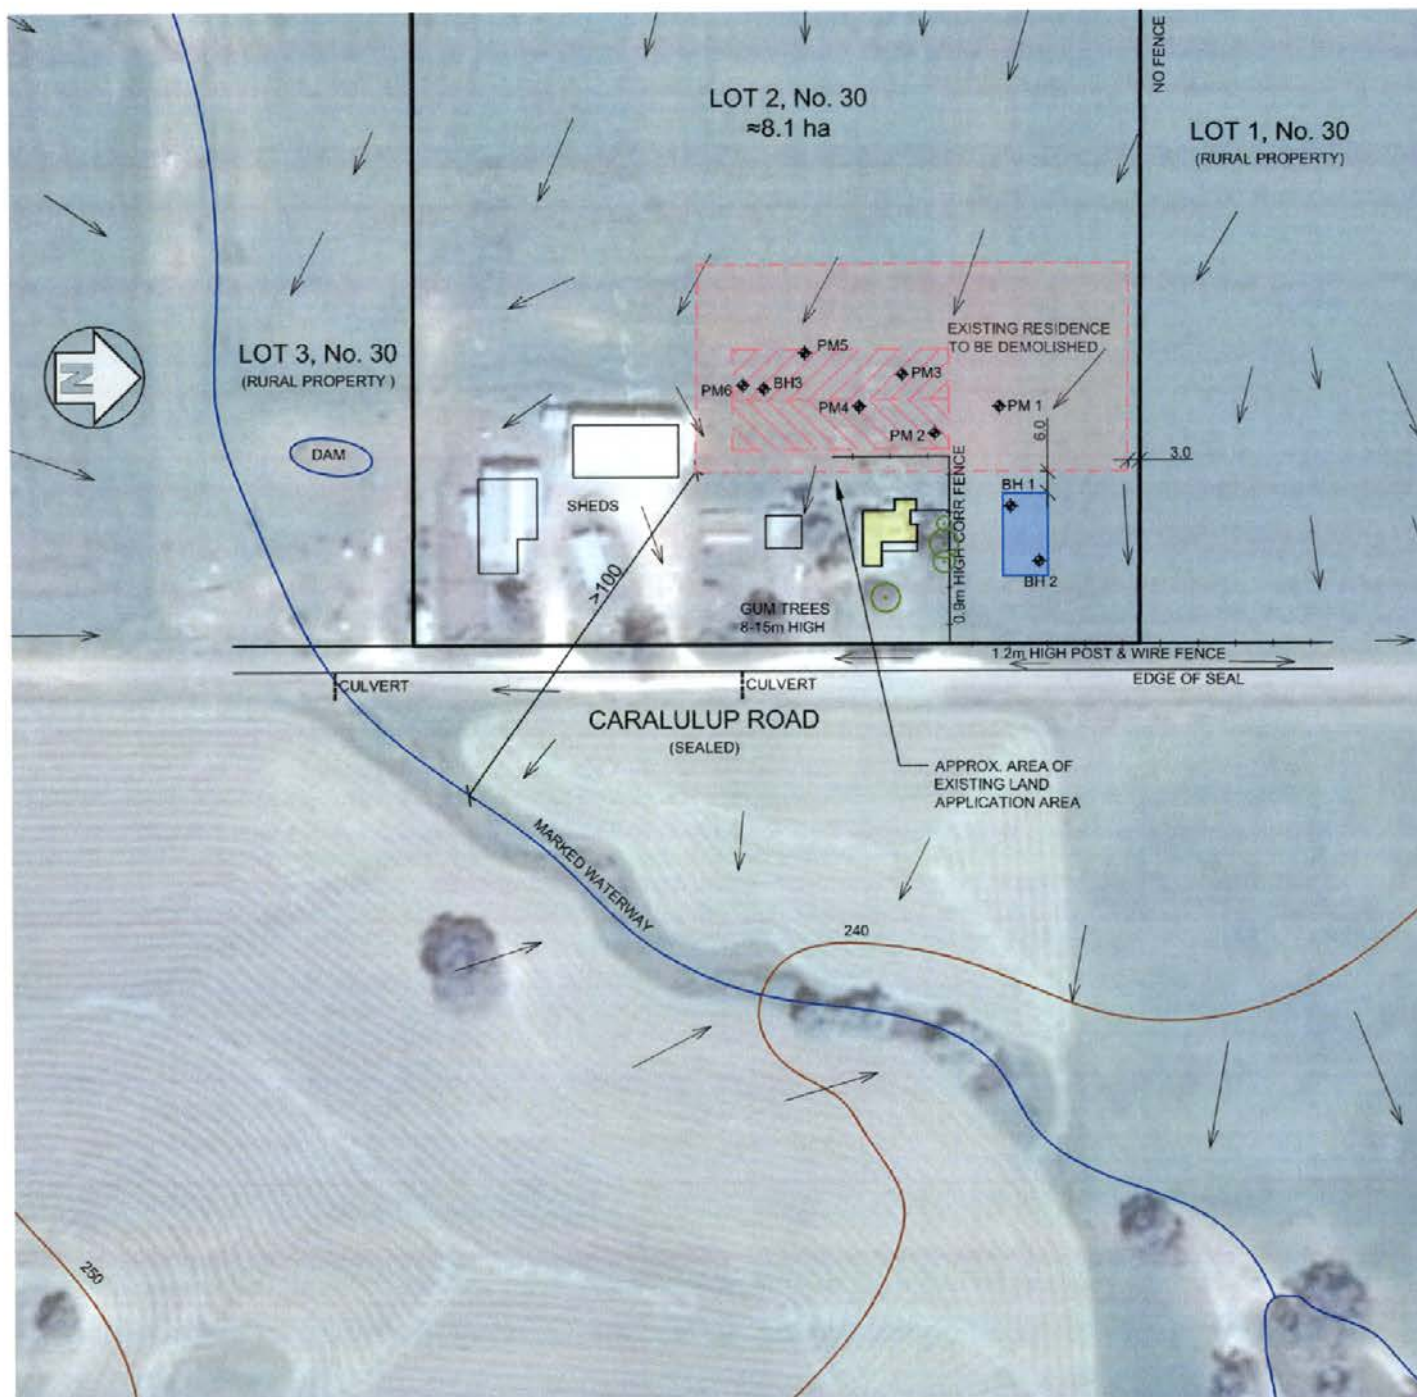 NO FENCE
LOT 2, No. 30
≈8.1 ha
LOT 1, No. 30
(RURAL PROPERTY)
LOT 3, No. 30
(RURAL PROPERTY )
N
EXISTING RESIDENCE
TO BE DEMOLISHED
PM5
PM3
PM6
BH3
PM4
PM 1
PM 2
6.0
3.0
DAM
SHEDS
BH 1
BH 2
0.9m HIGH CORR FENCE
>100
GUM TREES
8-15m HIGH
1.2m HIGH POST & WIRE FENCE
EDGE OF SEAL
CULVERT
CULVERT
CARALULUP ROAD
(SEALED)
APPROX. AREA OF
EXISTING LAND
APPLICATION AREA
MARKED WATERWAY
240
250